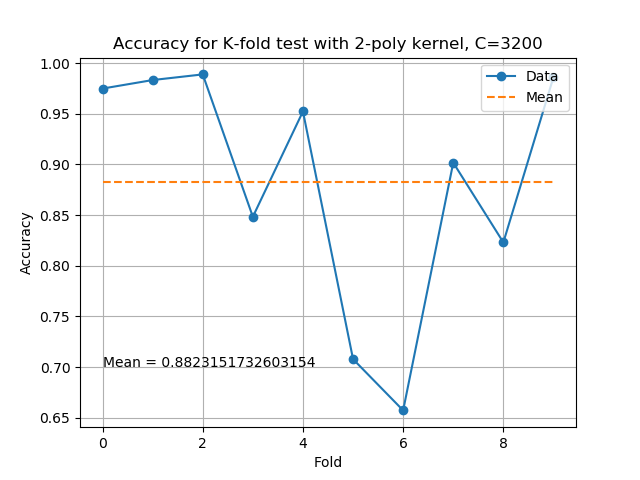 Accuracy for K-fold test with 2-poly kernel, C=3200
1.00
0.95
0.90
0.85
0.80
0.75
0.70
0.65
Accuracy
Data
Mean
Mean = 0.8823151732603154
0 2 4 6 8
Fold